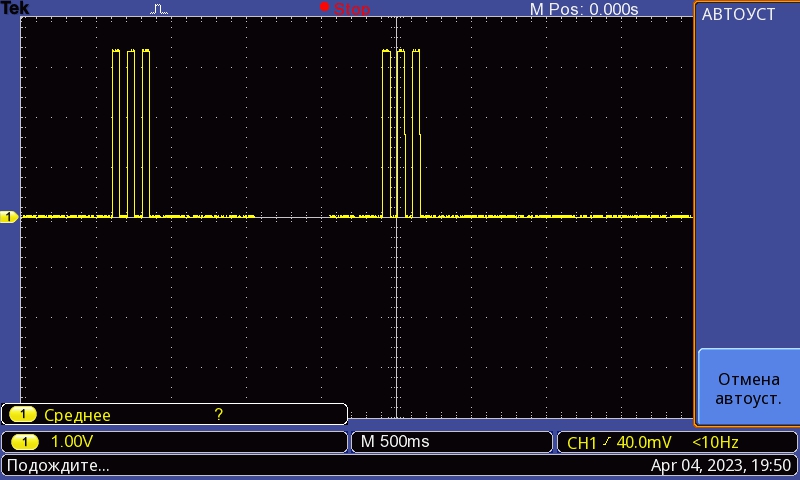 Tek Stop M Pos: 0.000s
АВТОУСТ
1
Отмена
автоуст.
1 Среднее ?
1 1.00V M 500ms CH1 40.0mV <10Hz
Подождите... Apr 04, 2023, 19:50